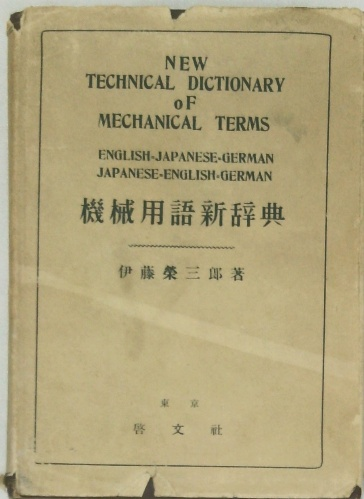 NEW
TECHNICAL DICTIONARY
oF
MECHANICAL TERMS
ENGLISH=JAPANESE=GERMAN
JAPANESE=ENGLISH=GERMAN
機械用語新辞典
伊藤榮三郎著
東京
啓文社